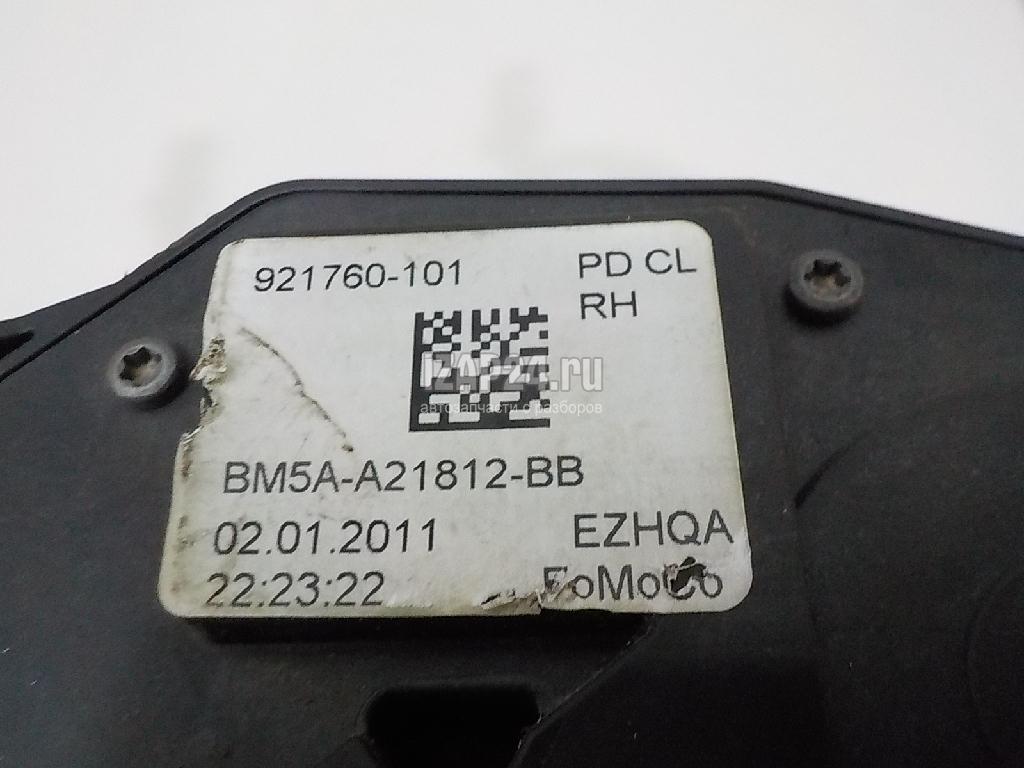 921760-101 PD CL
RH
IZAP24.ru
автозапчасти с разборов
BM5A-A21812-BB
02.01.2011 EZHQA
22:23:22 FoMoCo